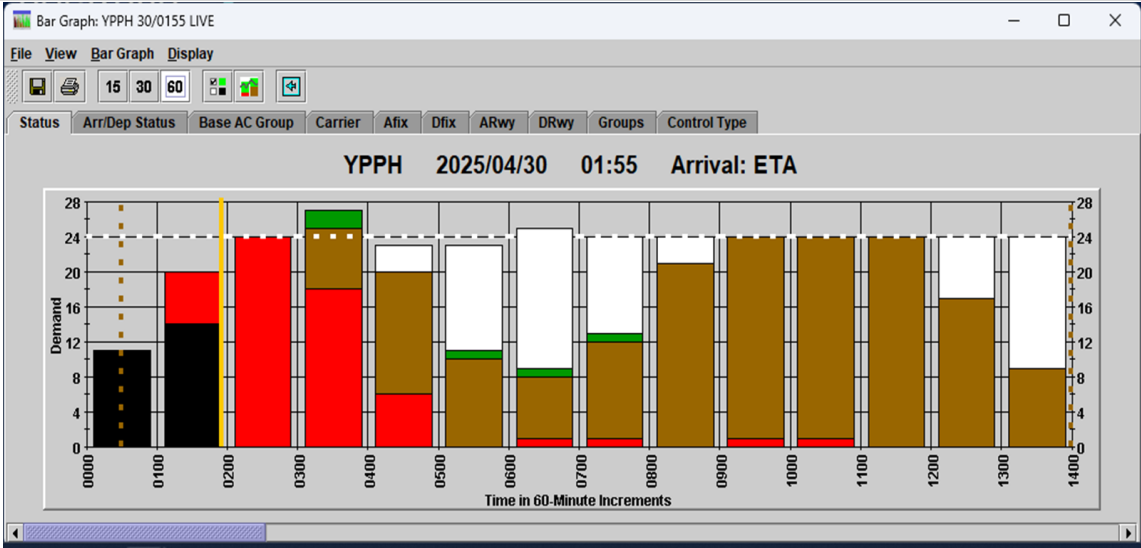 Bar Graph: YPPH 30/0155 LIVE
File View Bar Graph Display
15 30 60
Status Arr/Dep Status Base AC Group Carrier Afix Dfix ARwy DRwy Groups Control Type
YPPH 2025/04/30 01:55 Arrival: ETA
28 28
24 24
20 20
16 16
12 12
8 8
4 4
0 0
Demand
0000 0100 0200 0300 0400 0500 0600 0700 0800 0900 1000 1100 1200 1300 1400
Time in 60-Minute Increments